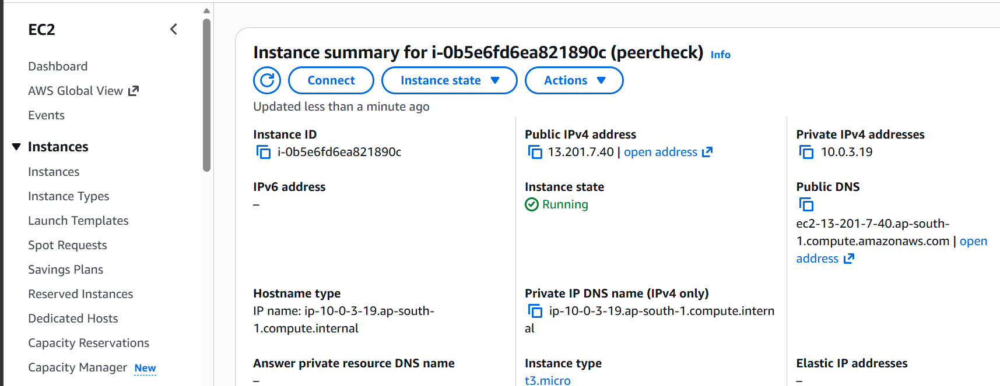 EC2
Dashboard
AWS Global View
Events
Instances
Instances
Instance Types
Launch Templates
Spot Requests
Savings Plans
Reserved Instances
Dedicated Hosts
Capacity Reservations
Capacity Manager New
Instance summary for i-0b5e6fd6ea821890c (peercheck) Info
Connect
Instance state
Actions
Updated less than a minute ago
Instance ID
i-0b5e6fd6ea821890c
Public IPv4 address
13.201.7.40 | open address
Private IPv4 addresses
10.0.3.19
IPv6 address
–
Instance state
Running
Public DNS
ec2-13-201-7-40.ap-south-
1.compute.amazonaws.com | open
address
Hostname type
IP name: ip-10-0-3-19.ap-south-
1.compute.internal
Private IP DNS name (IPv4 only)
ip-10-0-3-19.ap-south-1.compute.intern
al
Answer private resource DNS name
–
Instance type
t3.micro
Elastic IP addresses
–